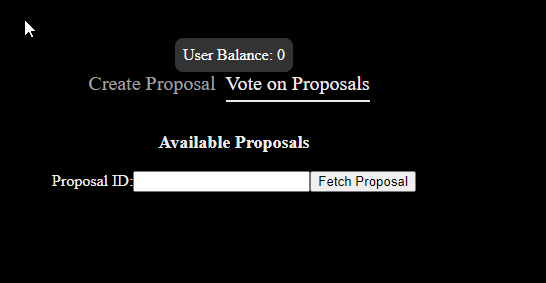 User Balance: 0
Create Proposal Vote on Proposals
Available Proposals
Proposal ID: Fetch Proposal